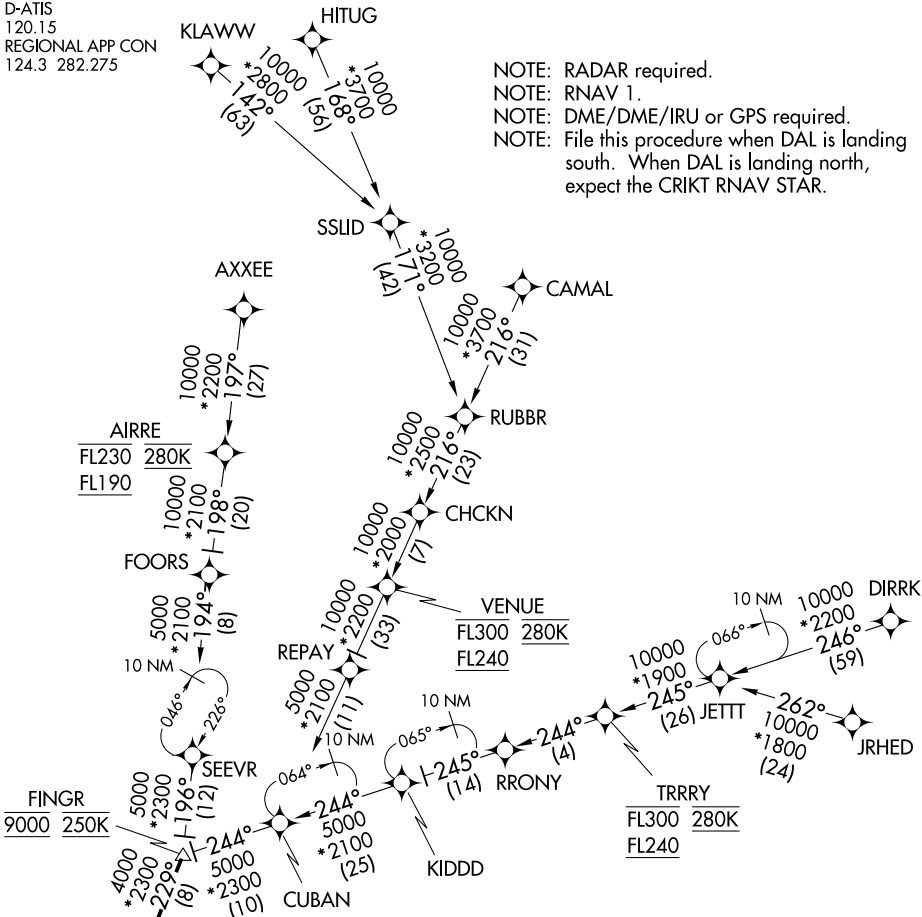 D-ATIS
120.15
REGIONAL APP CON
124.3 282.275
KLAWW
HITUG
10000
*2800
142°
(63)
10000
*3700
168°
(56)
NOTE: RADAR required.
NOTE: RNAV 1.
NOTE: DME/DME/IRU or GPS required.
NOTE: File this procedure when DAL is landing
south. When DAL is landing north,
expect the CRIKT RNAV STAR.
SSLID
10000
*3200
171°
(42)
AXXEE
CAMAL
10000
*3700
216°
(31)
10000
*2200
197°
(27)
RUBBR
AIRRE
FL230 280K
FL190
10000
*2500
216°
(23)
10000
*2100
198°
(20)
CHCKN
10000
*2000
(7)
FOORS
5000
*2100
194°
(8)
VENUE
FL300 280K
FL240
10000
*2200
(33)
REPAY
5000
*2100
(11)
DIRRK
10000
*2200
246°
(59)
10 NM
066°
JETTT
262°
10000
*1800
(24)
JRHED
10000
*1900
245°
(26)
10 NM
046°
226°
SEEVR
10 NM
065°
10 NM
064°
244°
(4)
RRONY
245°
(14)
TRRRY
FL300 280K
FL240
KIDDD
244°
5000
*2100
(25)
CUBAN
244°
5000
*2300
(10)
5000
*2300
196°
(12)
FINGR
9000 250K
4000
*2300
229°
(8)